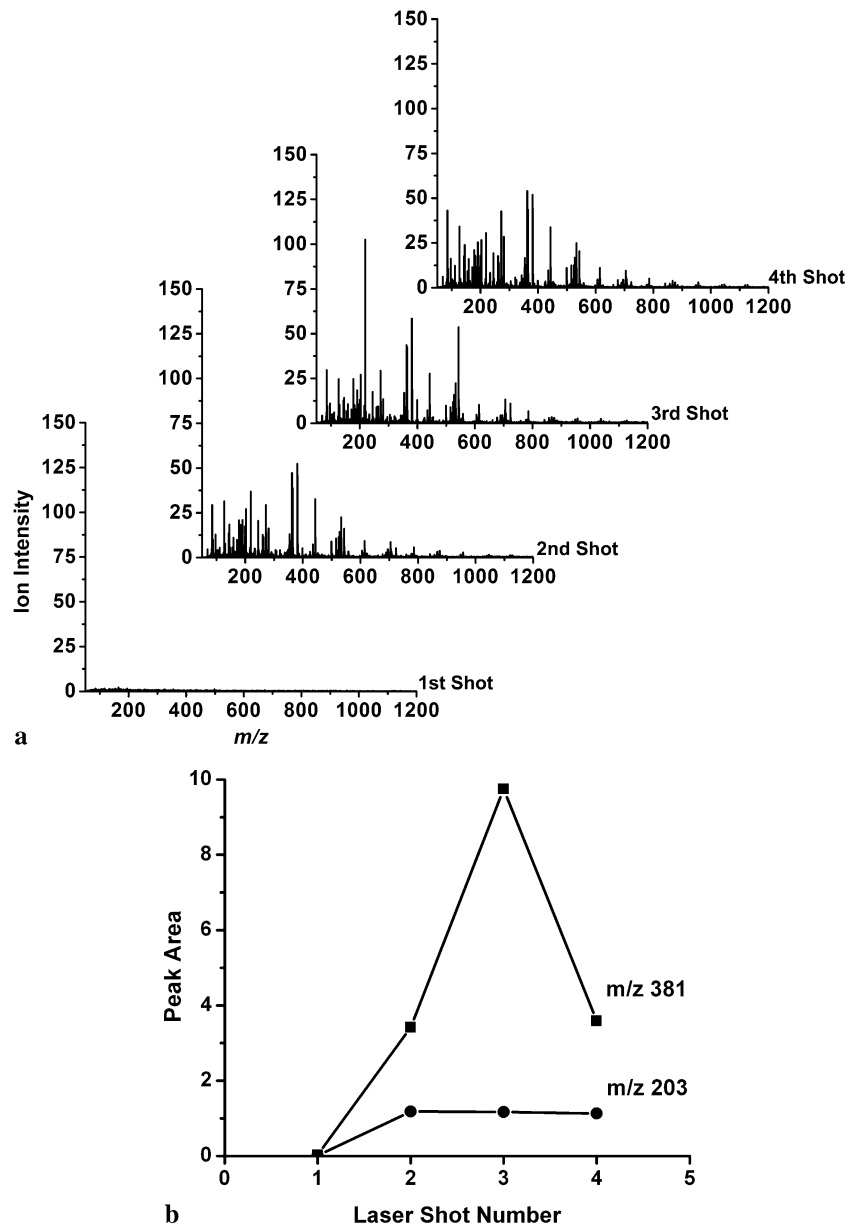 150
125
100
75
50
25
0
200 400 600 800 1000 1200
4th Shot
150
125
100
75
50
25
0
200 400 600 800 1000 1200
3rd Shot
150
125
100
75
50
25
0
200 400 600 800 1000 1200
2nd Shot
150
125
100
75
50
25
0
Ion Intensity
200 400 600 800 1000 1200
1st Shot
a
m/z
10
8
6
4
2
0
Peak Area
m/z 381
m/z 203
0 1 2 3 4 5
b
Laser Shot Number